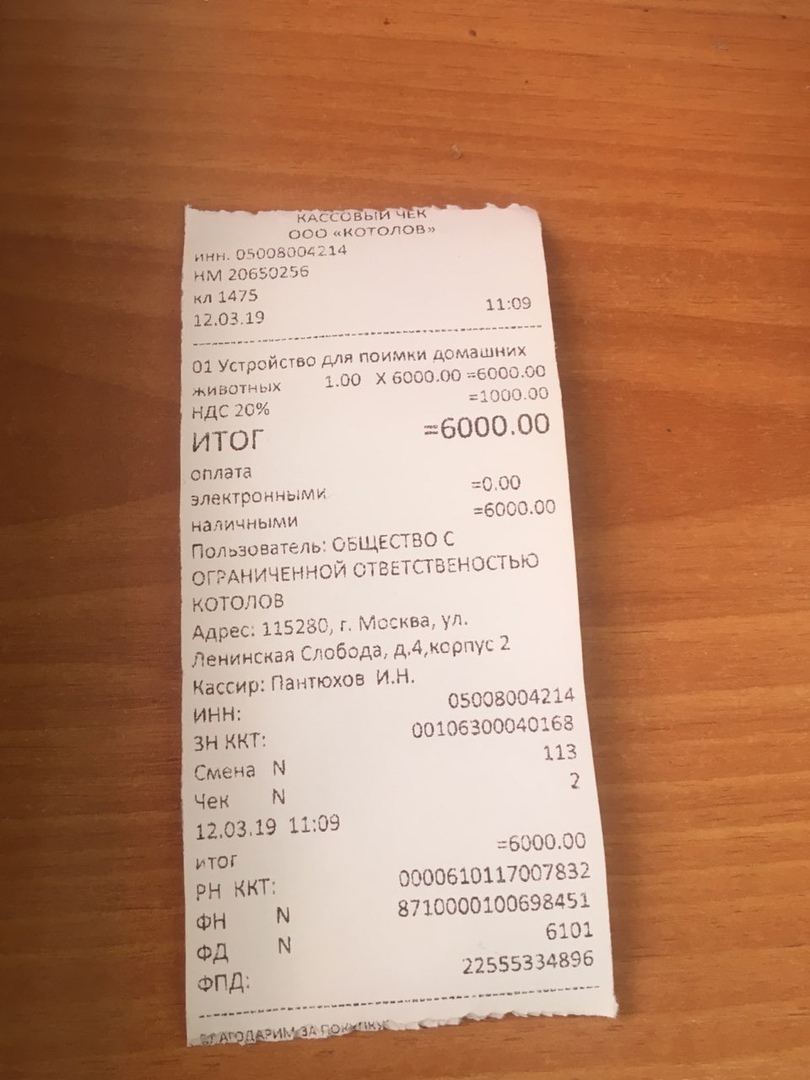 КАССОВЫЙ ЧЕК
ООО «КОТОЛОВ»
инн. 05008004214
НМ 20650256
кл 1475
12.03.19 11:09
01 Устройство для поимки домашних
животных 1.00 X 6000.00 =6000.00
НДС 20% =1000.00
ИТОГ =6000.00
оплата
электронными =0.00
наличными =6000.00
Пользователь: ОБЩЕСТВО С
ОГРАНИЧЕННОЙ ОТВЕТСТВЕНОСТЬЮ
КОТОЛОВ
Адрес: 115280, г. Москва, ул.
Ленинская Слобода, д.4,корпус 2
Кассир: Пантюхов И.Н.
ИНН: 05008004214
ЗН ККТ: 00106300040168
Смена N 113
Чек N 2
12.03.19 11:09
итог =6000.00
РН ККТ: 0000610117007832
ФН N 8710000100698451
ФД N 6101
ФПД: 22555334896
БЛАГОДАРИМ ЗА ПОКУПКУ